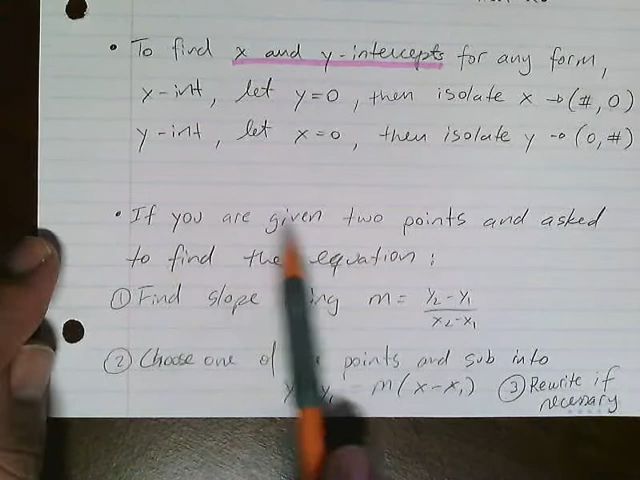 • To find x and y-intercepts for any form,
x-int, let y=0, then isolate x → (#, 0)
y-int, let x=0, then isolate y → (0, #)
• If you are given two points and asked
to find the equation:
① Find slope m = y₂-y₁ / x₂-x₁
② Choose one of points and sub into
y y₁ = m(x-x₁) ③ Rewrite if
necessary